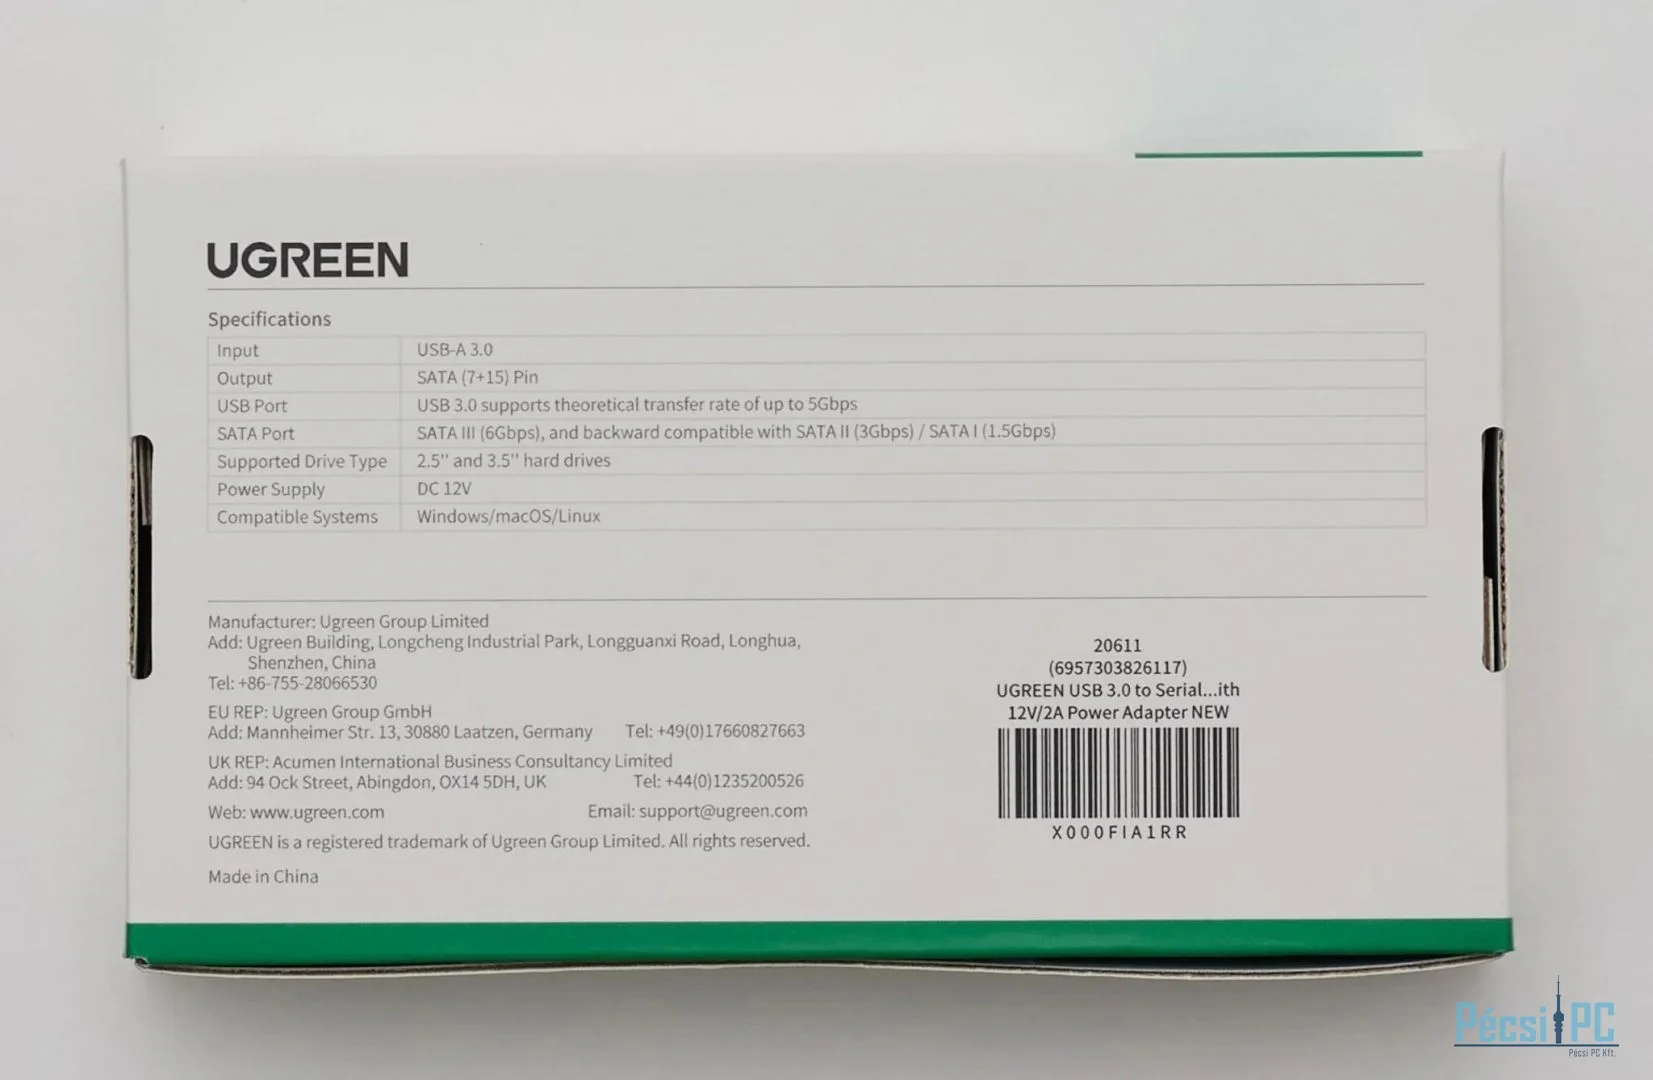 UGREEN
Specifications
Input USB-A 3.0
Output SATA (7+15) Pin
USB Port USB 3.0 supports theoretical transfer rate of up to 5Gbps
SATA Port SATA III (6Gbps), and backward compatible with SATA II (3Gbps) / SATA I (1.5Gbps)
Supported Drive Type 2.5'' and 3.5'' hard drives
Power Supply DC 12V
Compatible Systems Windows/macOS/Linux
Manufacturer: Ugreen Group Limited
Add: Ugreen Building, Longcheng Industrial Park, Longguanxi Road, Longhua,
Shenzhen, China
Tel: +86-755-28066530
EU REP: Ugreen Group GmbH
Add: Mannheimer Str. 13, 30880 Laatzen, Germany Tel: +49(0)17660827663
UK REP: Acumen International Business Consultancy Limited
Add: 94 Ock Street, Abingdon, OX14 5DH, UK Tel: +44(0)1235200526
Web: www.ugreen.com Email: support@ugreen.com
UGREEN is a registered trademark of Ugreen Group Limited. All rights reserved.
Made in China
20611
(6957303826117)
UGREEN USB 3.0 to Serial...ith
12V/2A Power Adapter NEW
X000FIA1RR
Pécsi PC
Pécsi PC Kft.